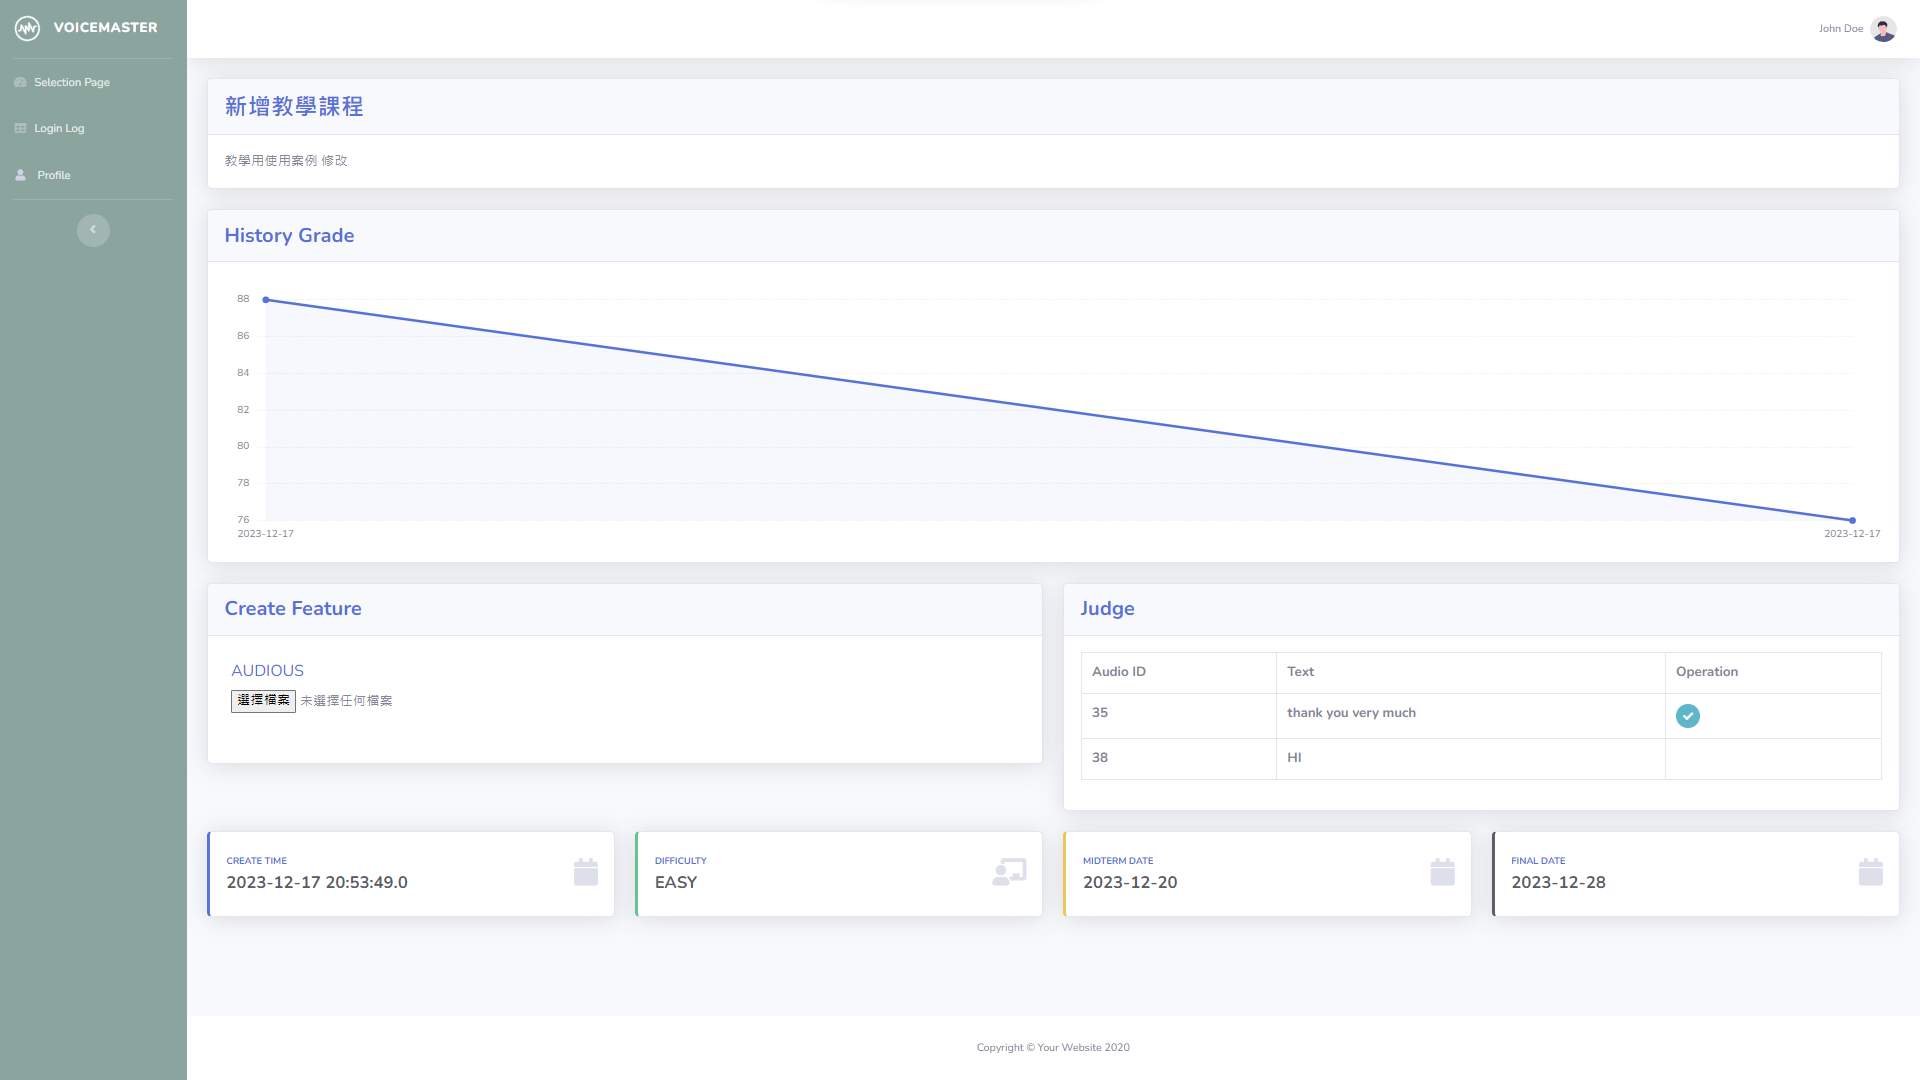 VOICEMASTER
John Doe
Selection Page
Login Log
Profile
新增教學課程
教學用使用案例 修改
History Grade
88
86
84
82
80
78
76
2023-12-17
2023-12-17
Create Feature
AUDIOUS
選擇檔案 未選擇任何檔案
Judge
Audio ID Text Operation
35 thank you very much
38 HI
CREATE TIME
2023-12-17 20:53:49.0
DIFFICULTY
EASY
MIDTERM DATE
2023-12-20
FINAL DATE
2023-12-28
Copyright © Your Website 2020